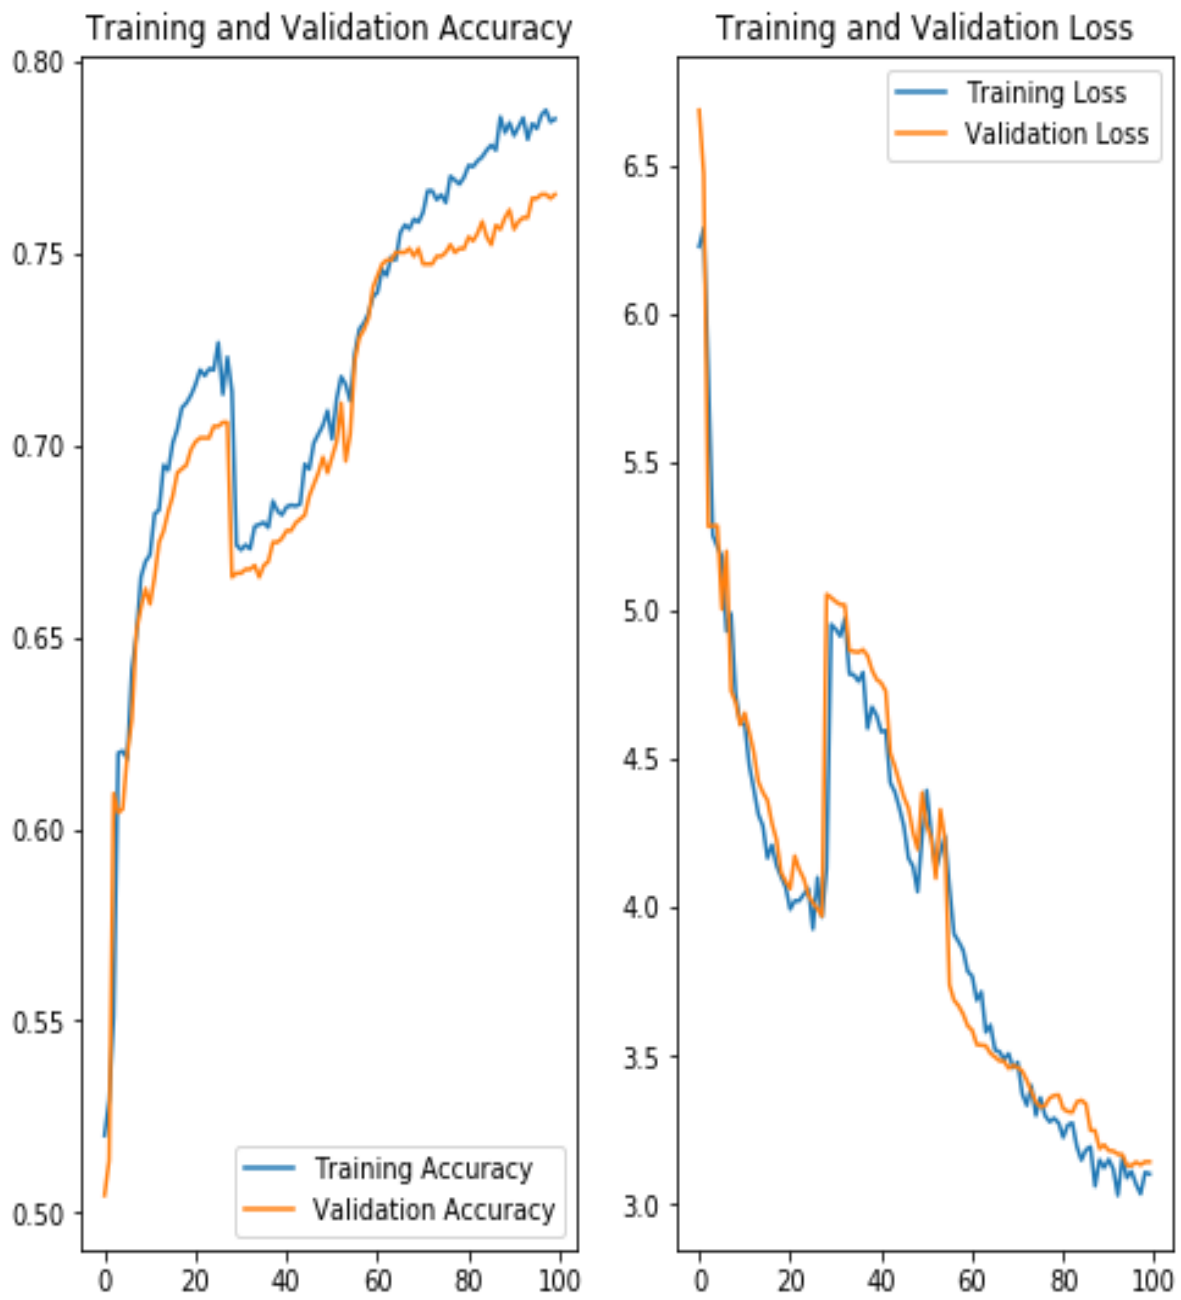 Training and Validation Accuracy
0.80
0.75
0.70
0.65
0.60
0.55
0.50
0 20 40 60 80 100
Training Accuracy
Validation Accuracy
Training and Validation Loss
6.5
6.0
5.5
5.0
4.5
4.0
3.5
3.0
0 20 40 60 80 100
Training Loss
Validation Loss